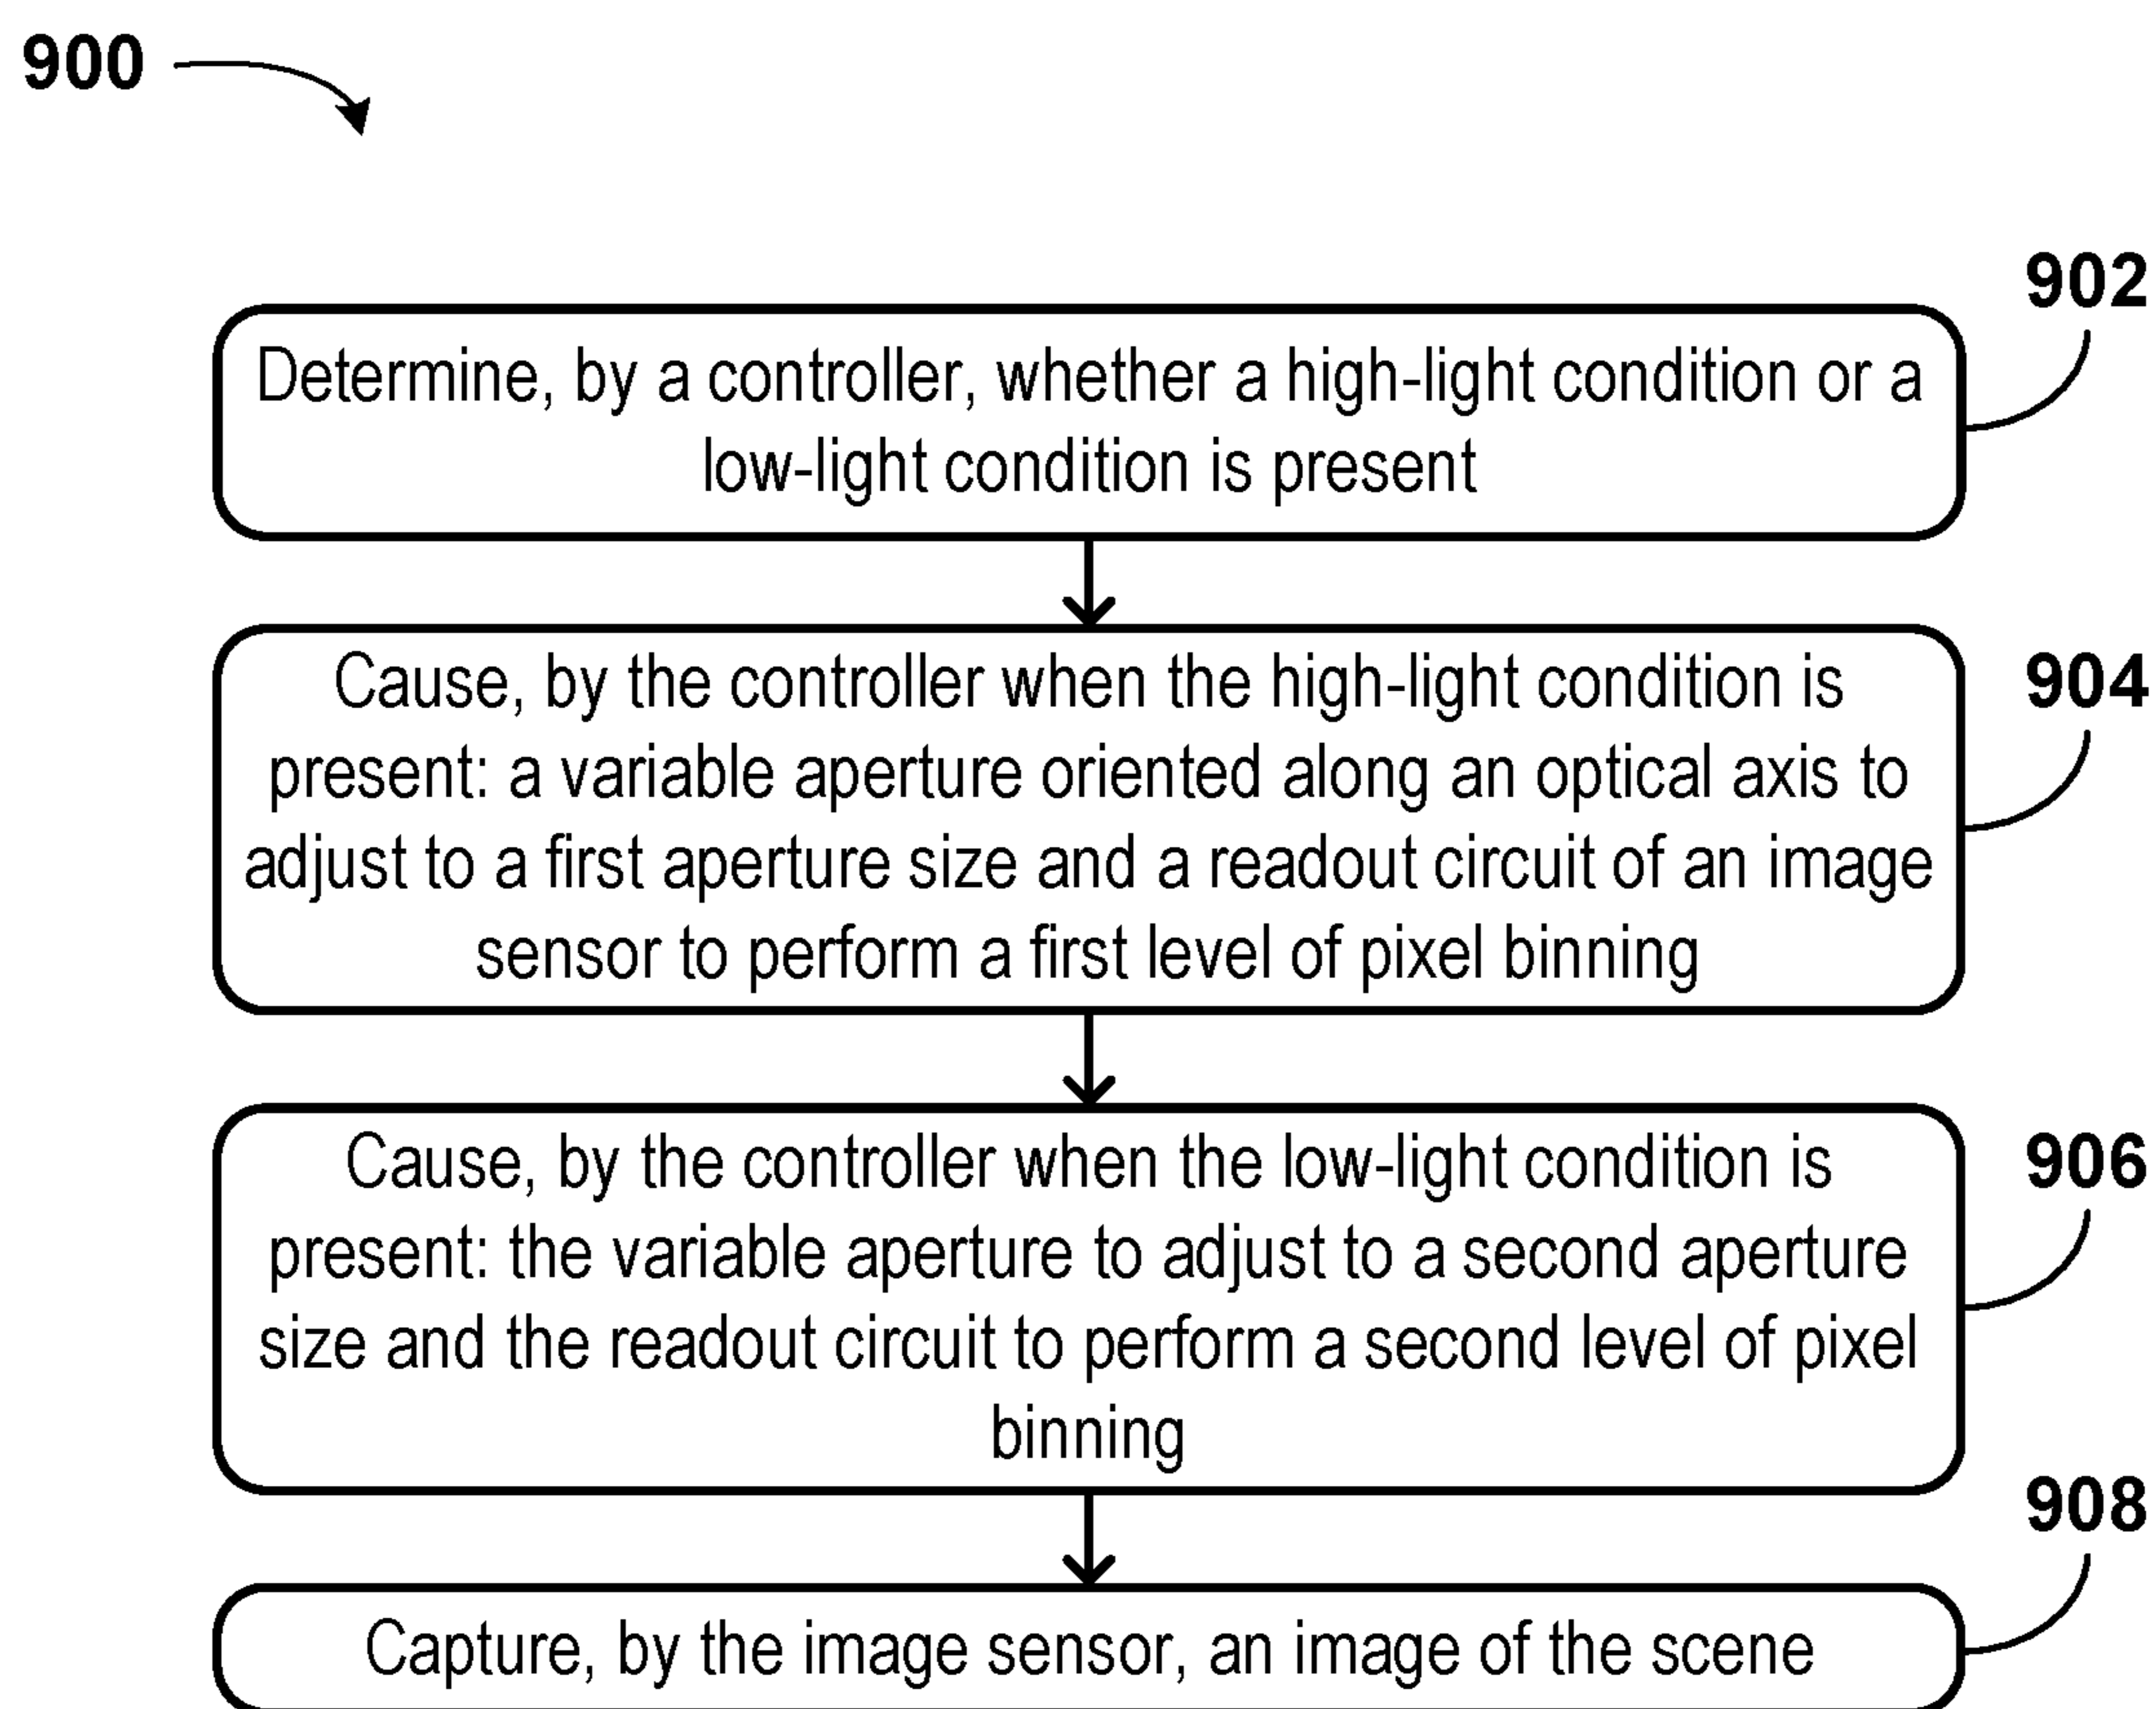 900
902
Determine, by a controller, whether a high-light condition or a
low-light condition is present
904
Cause, by the controller when the high-light condition is
present: a variable aperture oriented along an optical axis to
adjust to a first aperture size and a readout circuit of an image
sensor to perform a first level of pixel binning
906
Cause, by the controller when the low-light condition is
present: the variable aperture to adjust to a second aperture
size and the readout circuit to perform a second level of pixel
binning
908
Capture, by the image sensor, an image of the scene